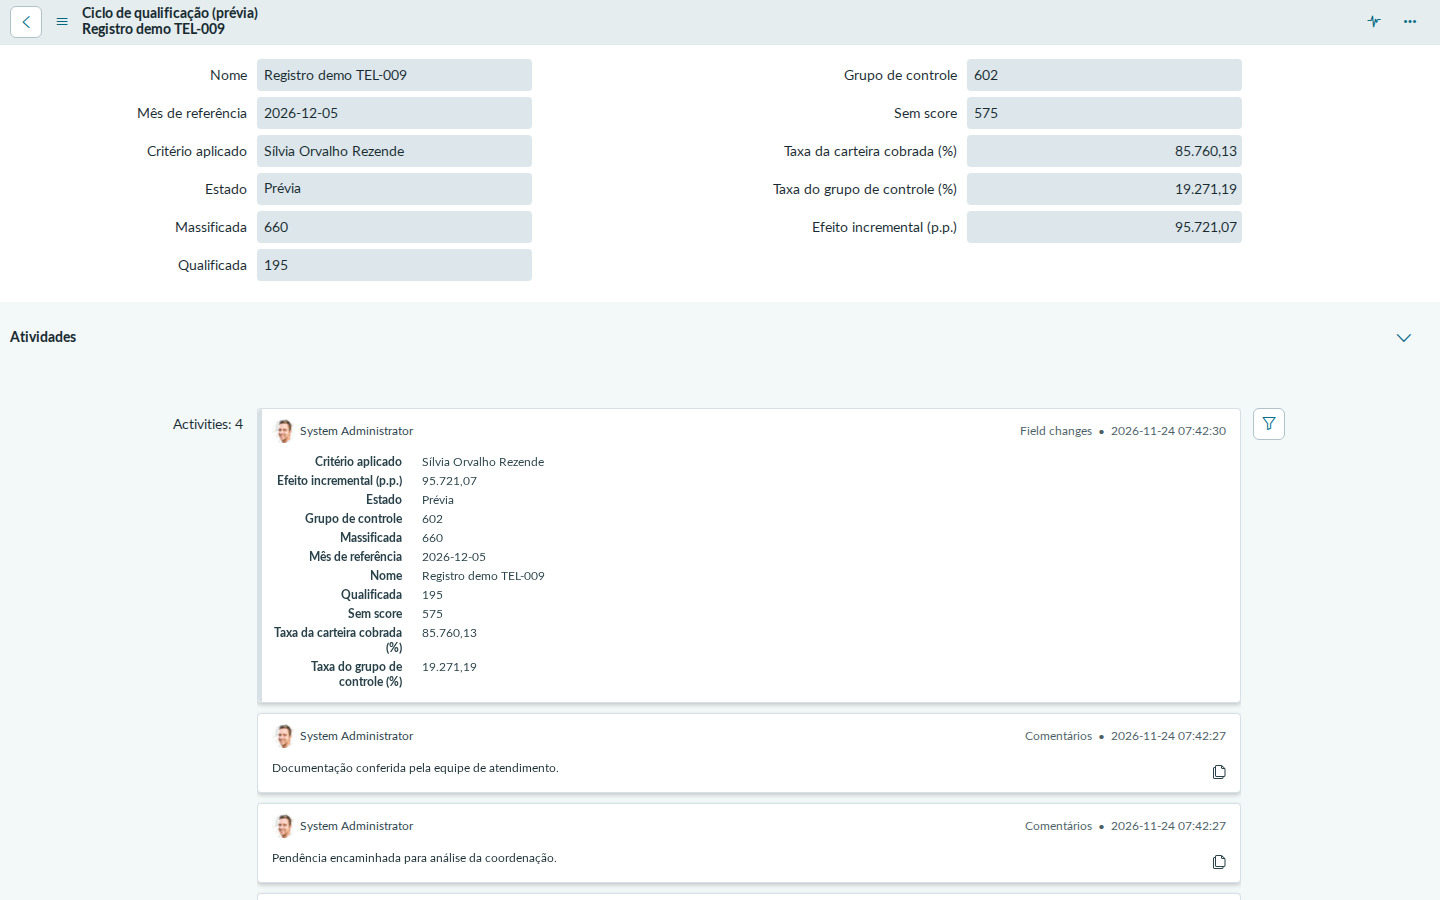 Ciclo de qualificação (prévia)
Registro demo TEL-009
Nome
Registro demo TEL-009
Mês de referência
2026-12-05
Critério aplicado
Sílvia Orvalho Rezende
Estado
Prévia
Massificada
660
Qualificada
195
Grupo de controle
602
Sem score
575
Taxa da carteira cobrada (%)
85.760,13
Taxa do grupo de controle (%)
19.271,19
Efeito incremental (p.p.)
95.721,07
Atividades
Activities: 4
System Administrator
Field changes • 2026-11-24 07:42:30
Critério aplicado Sílvia Orvalho Rezende
Efeito incremental (p.p.) 95.721,07
Estado Prévia
Grupo de controle 602
Massificada 660
Mês de referência 2026-12-05
Nome Registro demo TEL-009
Qualificada 195
Sem score 575
Taxa da carteira cobrada 85.760,13
(%)
Taxa do grupo de 19.271,19
controle (%)
System Administrator
Comentários • 2026-11-24 07:42:27
Documentação conferida pela equipe de atendimento.
System Administrator
Comentários • 2026-11-24 07:42:27
Pendência encaminhada para análise da coordenação.